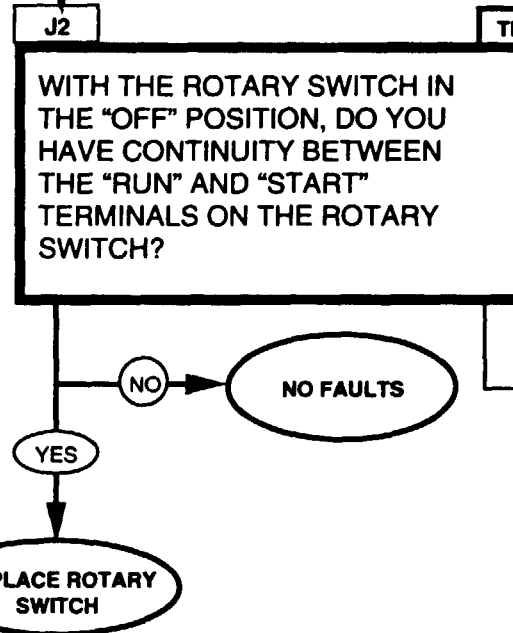 J2
WITH THE ROTARY SWITCH IN
THE “OFF” POSITION, DO YOU
HAVE CONTINUITY BETWEEN
THE “RUN” AND “START”
TERMINALS ON THE ROTARY
SWITCH?
NO
NO FAULTS
YES
ROTARY
SWITCH